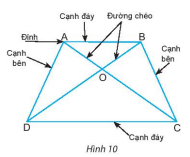 Cạnh đáy
Đường chéo
Đỉnh
A
B
Cạnh
bên
Cạnh
bên
O
D
C
Cạnh đáy
Hình 10